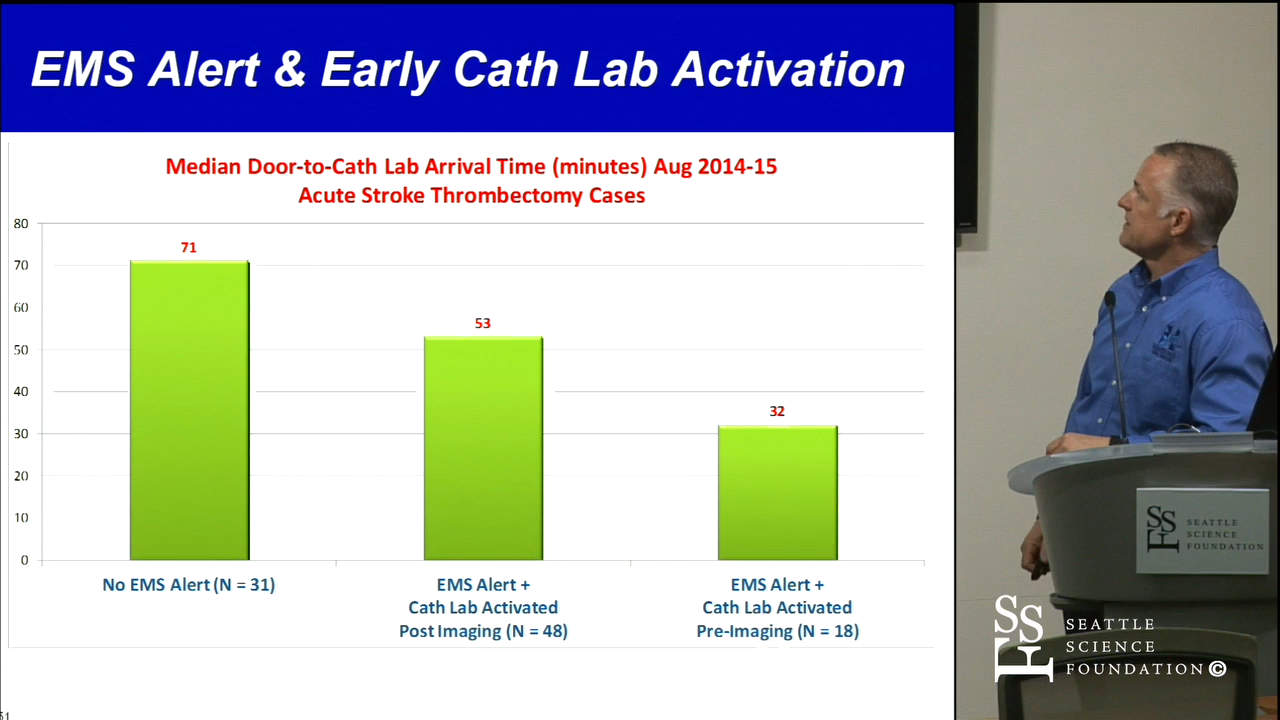 EMS Alert & Early Cath Lab Activation
Median Door-to-Cath Lab Arrival Time (minutes) Aug 2014-15
Acute Stroke Thrombectomy Cases
80
70
60
50
40
30
20
10
0
71
53
32
No EMS Alert (N = 31)
EMS Alert +
Cath Lab Activated
Post Imaging (N = 48)
EMS Alert +
Cath Lab Activated
Pre-Imaging (N = 18)
SSF
SEATTLE
SCIENCE
FOUNDATION
SSF
SEATTLE
SCIENCE
FOUNDATION©